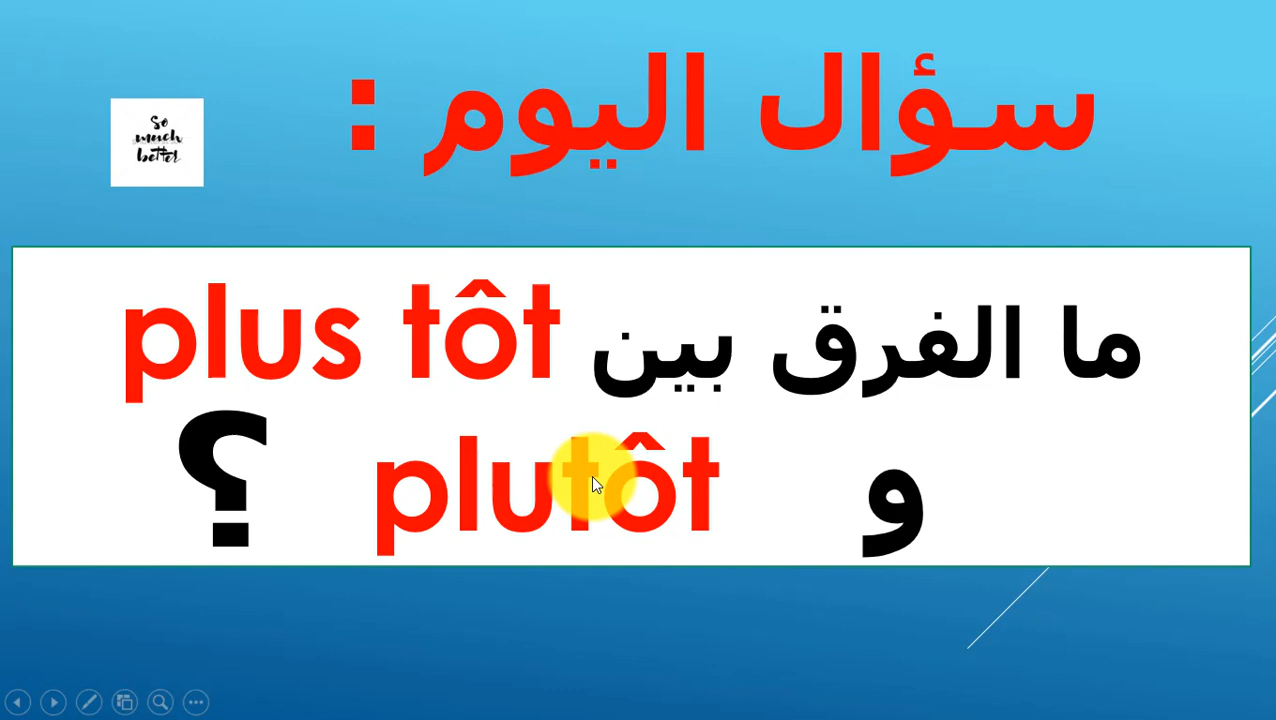 سؤال اليوم :
So
much
better
ما الفرق بين plus tôt
و plutôt ؟